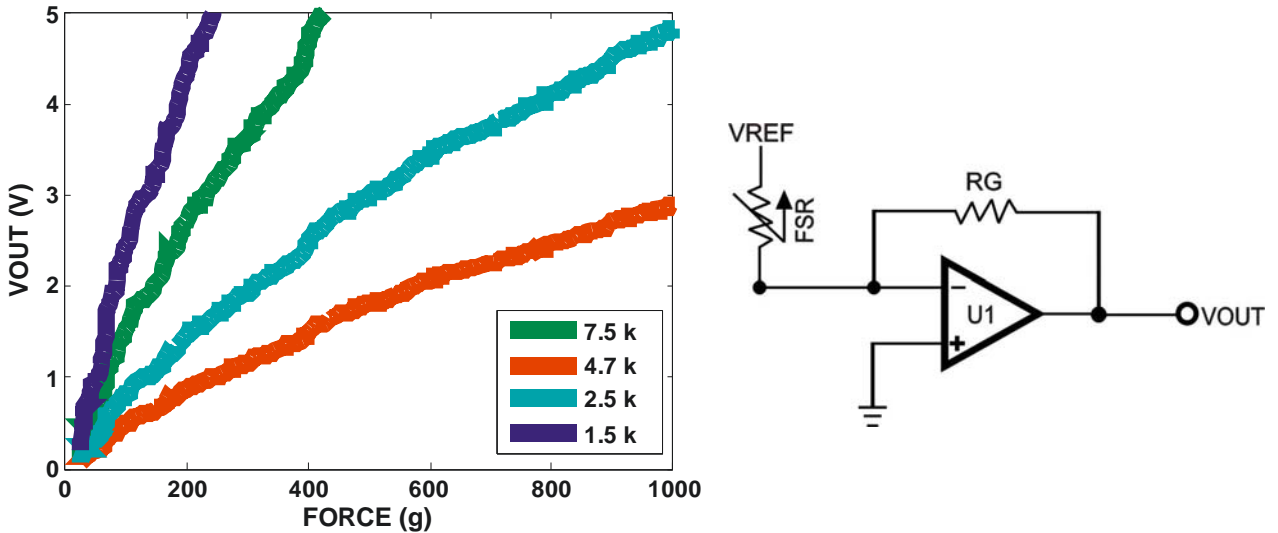 5
4
3
2
1
0
VOUT (V)
0 200 400 600 800 1000
FORCE (g)
7.5 k
4.7 k
2.5 k
1.5 k
VREF
FSR
RG
−
U1
+
VOUT